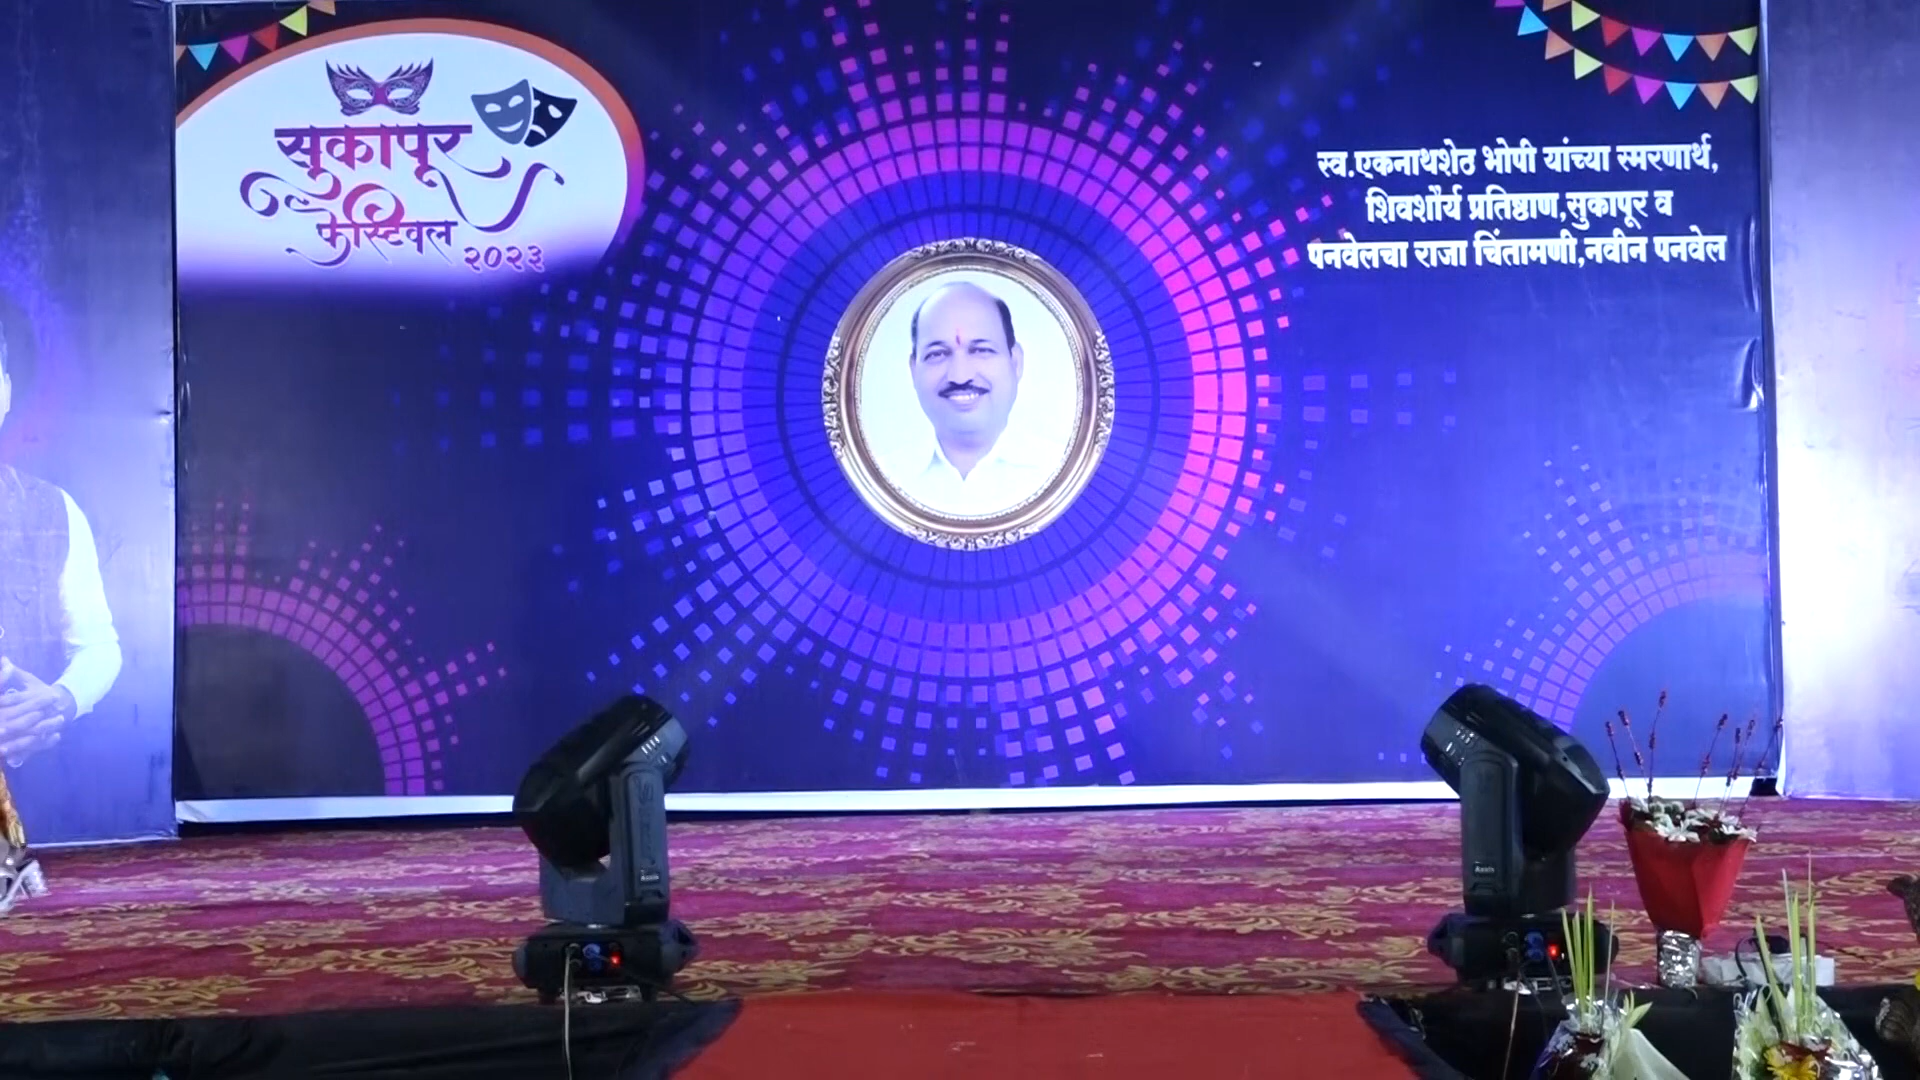 सुकापूर
फेस्टिवल
२०२३
स्व.एकनाथशेठ भोपी यांच्या स्मरणार्थ,
शिवशौर्य प्रतिष्ठाण,सुकापूर व
पनवेलचा राजा चिंतामणी,नवीन पनवेल